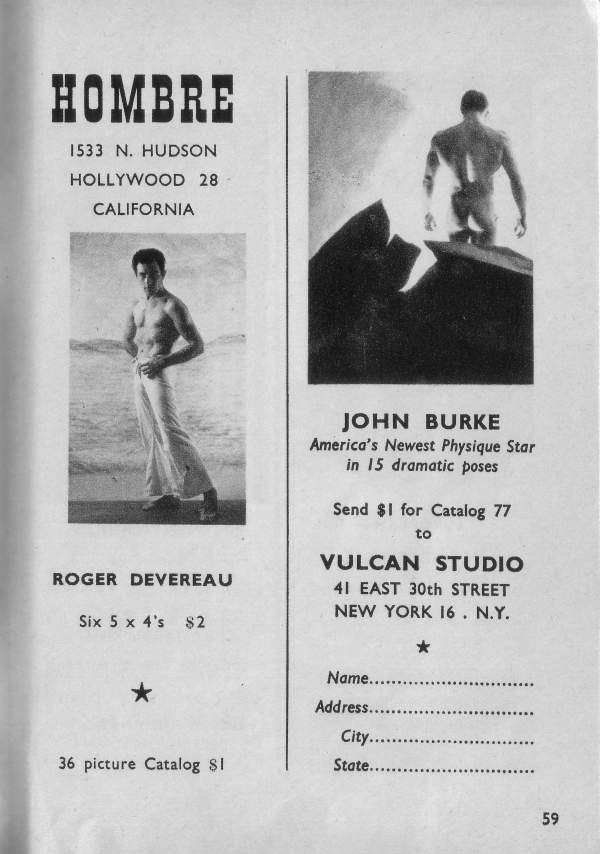 HOMBRE
1533 N. HUDSON
HOLLYWOOD 28
CALIFORNIA
ROGER DEVEREAU
Six 5 x 4's $2
★
36 picture Catalog $1
JOHN BURKE
America's Newest Physique Star
in 15 dramatic poses
Send $1 for Catalog 77
to
VULCAN STUDIO
41 EAST 30th STREET
NEW YORK 16 . N.Y.
★
Name..............................
Address..............................
City..............................
State..............................
59